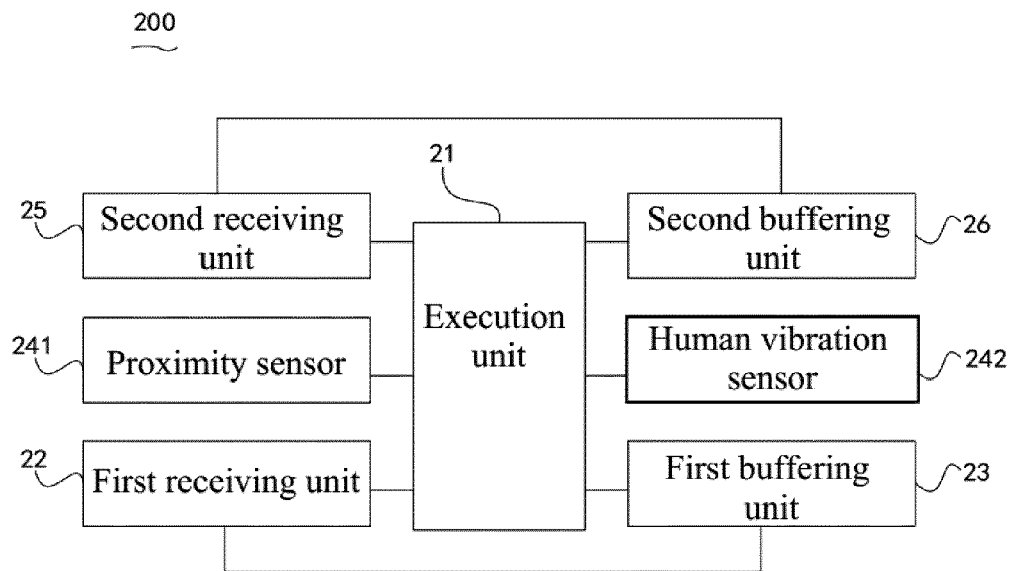 200
21
25
Second receiving
unit
Second buffering
unit
26
241
Proximity sensor
Execution
unit
Human vibration
sensor
242
22
First receiving unit
First buffering
unit
23